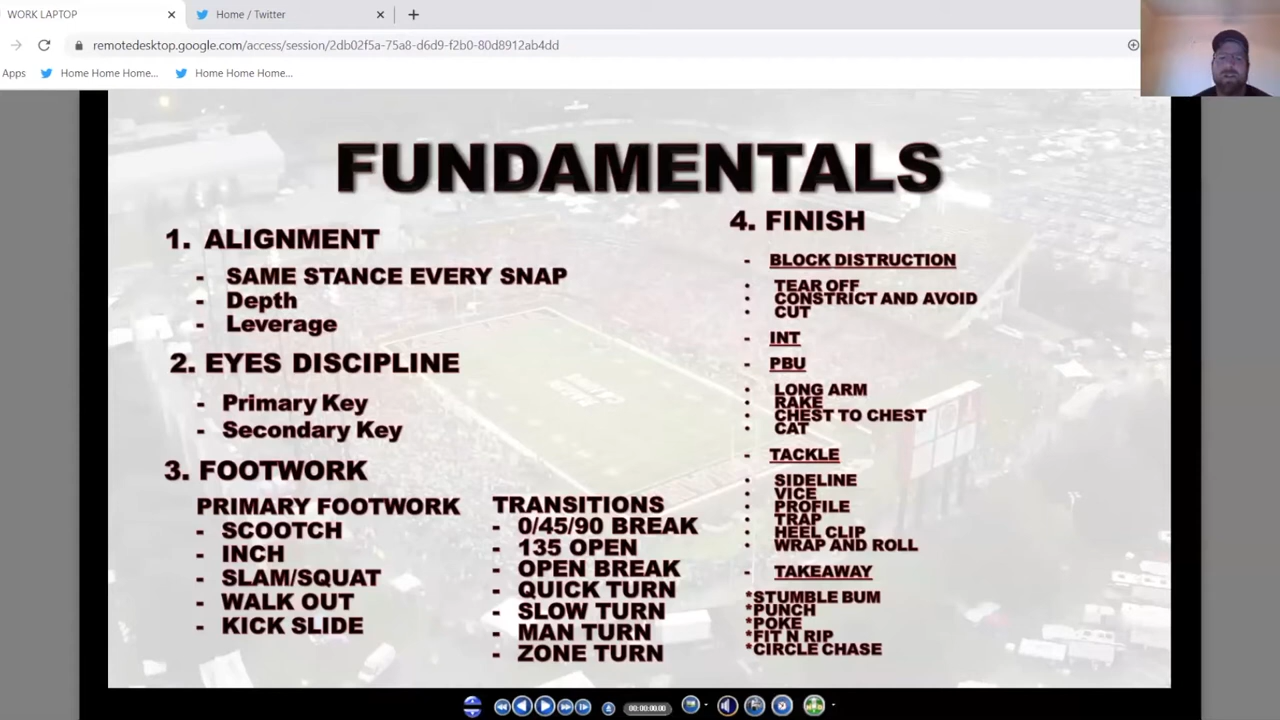 WORK LAPTOP
Home / Twitter
remotedesktop.google.com/access/session/2db02f5a-75a8-d6d9-f2b0-80d8912ab4dd
Apps
Home Home Home...
Home Home Home...
FUNDAMENTALS
1. ALIGNMENT
- SAME STANCE EVERY SNAP
- Depth
- Leverage
2. EYES DISCIPLINE
- Primary Key
- Secondary Key
3. FOOTWORK
PRIMARY FOOTWORK
- SCOOTCH
- INCH
- SLAM/SQUAT
- WALK OUT
- KICK SLIDE
TRANSITIONS
- 0/45/90 BREAK
- 135 OPEN
- OPEN BREAK
- QUICK TURN
- SLOW TURN
- MAN TURN
- ZONE TURN
4. FINISH
- BLOCK DISTRUCTION
• TEAR OFF
• CONSTRICT AND AVOID
• CUT
- INT
- PBU
• LONG ARM
• RAKE
• CHEST TO CHEST
• CAT
- TACKLE
• SIDELINE
• VICE
• PROFILE
• TRAP
• HEEL CLIP
• WRAP AND ROLL
- TAKEAWAY
*STUMBLE BUM
*PUNCH
*POKE
*FIT N RIP
*CIRCLE CHASE
00:00:00.00